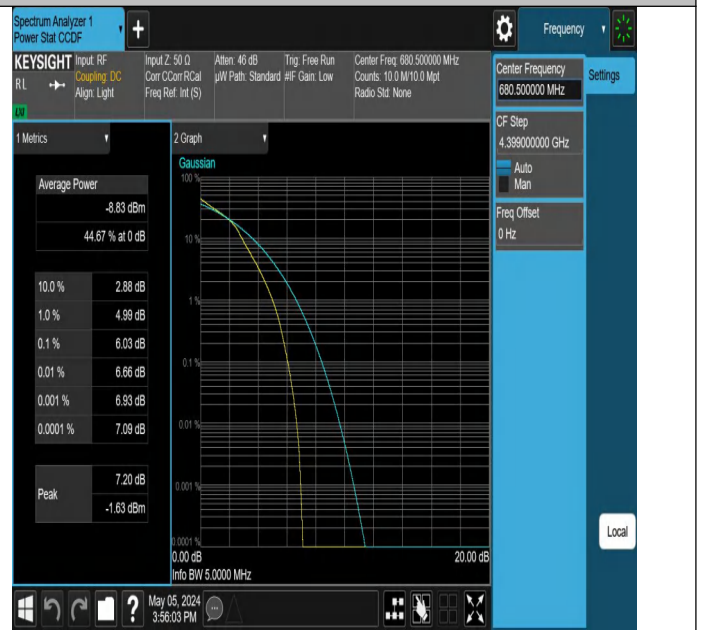 Spectrum Analyzer 1
Power Stat CCDF
+
Frequency
KEYSIGHT
RL
Input: RF
Coupling: DC
Align: Light
Input Z: 50 Ω
Corr CCorr RCal
Freq Ref: Int (S)
Atten: 46 dB
µW Path: Standard
Trig: Free Run
#IF Gain: Low
Center Freq: 680.500000 MHz
Counts: 10.0 M/10.0 Mpt
Radio Std: None
LXI
Center Frequency
680.500000 MHz
Settings
CF Step
4.399000000 GHz
Auto
Man
Freq Offset
0 Hz
1 Metrics
Average Power
-8.83 dBm
44.67 % at 0 dB
10.0 % 2.88 dB
1.0 % 4.99 dB
0.1 % 6.03 dB
0.01 % 6.66 dB
0.001 % 6.93 dB
0.0001 % 7.09 dB
Peak
7.20 dB
-1.63 dBm
2 Graph
Gaussian
100 %
10 %
1 %
0.1 %
0.01 %
0.001 %
0.0001 %
0.00 dB 20.00 dB
Info BW 5.0000 MHz
Local
?
May 05, 2024
3:56:03 PM